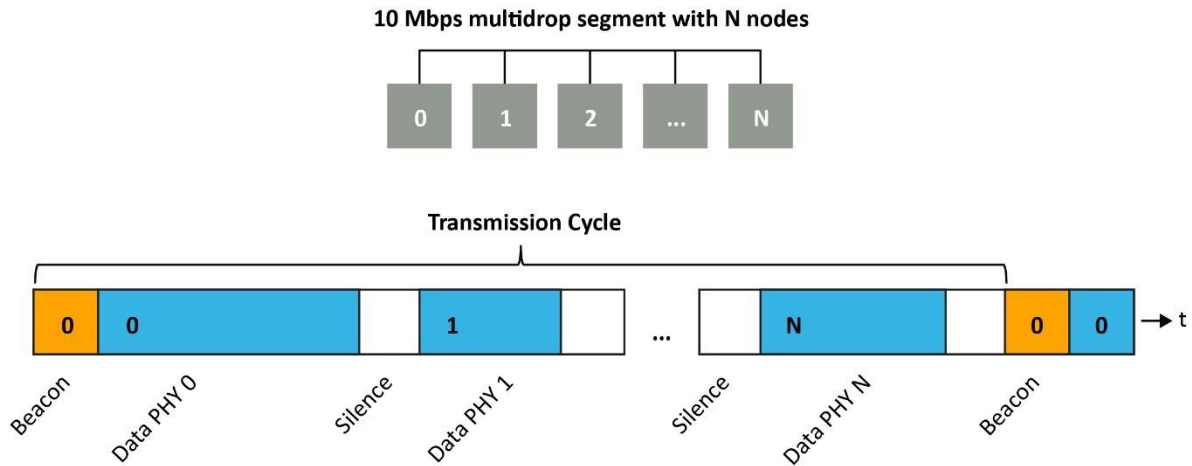 10 Mbps multidrop segment with N nodes
0 1 2 ... N
Transmission Cycle
0 0 1 ... N 0 0 t
Beacon
Data PHY 0
Silence
Data PHY 1
Silence
Data PHY N
Beacon